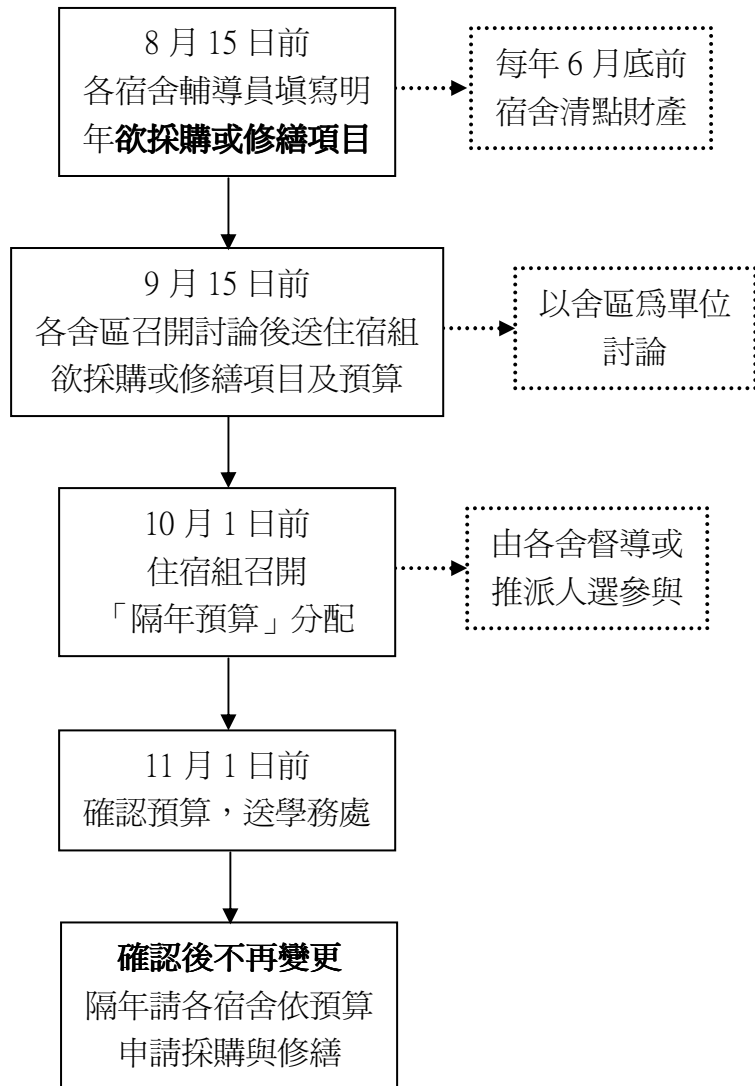 8 月 15 日前
各宿舍輔導員填寫明
年欲採購或修繕項目
每年 6 月底前
宿舍清點財產
9 月 15 日前
各舍區召開討論後送住宿組
欲採購或修繕項目及預算
以舍區為單位
討論
10 月 1 日前
住宿組召開
「隔年預算」分配
由各舍督導或
推派人選參與
11 月 1 日前
確認預算，送學務處
確認後不再變更
隔年請各宿舍依預算
申請採購與修繕